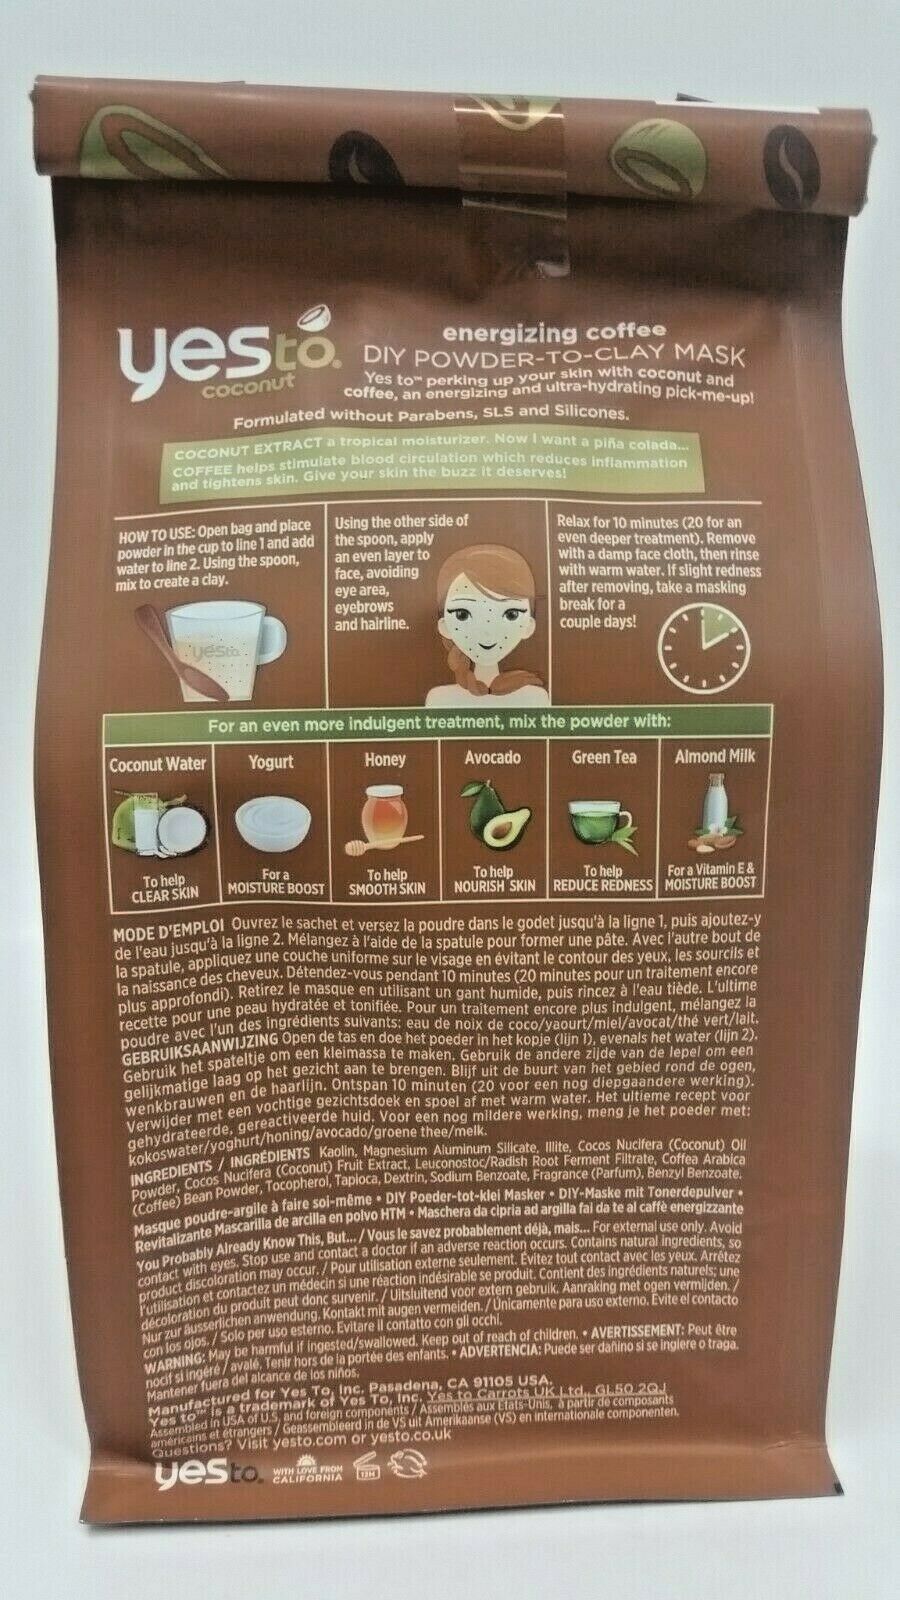 yes to.
coconut
energizing coffee
DIY POWDER-TO-CLAY MASK
Yes to™ perking up your skin with coconut and
coffee, an energizing and ultra-hydrating pick-me-up!
Formulated without Parabens, SLS and Silicones.
COCONUT EXTRACT a tropical moisturizer. Now I want a piña colada...
COFFEE helps stimulate blood circulation which reduces inflammation
and tightens skin. Give your skin the buzz it deserves!
HOW TO USE: Open bag and place
powder in the cup to line 1 and add
water to line 2. Using the spoon,
mix to create a clay.
yesto
Using the other side of
the spoon, apply
an even layer to
face, avoiding
eye area,
eyebrows
and hairline.
Relax for 10 minutes (20 for an
even deeper treatment). Remove
with a damp face cloth, then rinse
with warm water. If slight redness
after removing, take a masking
break for a
couple days!
For an even more indulgent treatment, mix the powder with:
Coconut Water
To help
CLEAR SKIN
Yogurt
For a
MOISTURE BOOST
Honey
To help
SMOOTH SKIN
Avocado
To help
NOURISH SKIN
Green Tea
To help
REDUCE REDNESS
Almond Milk
For a Vitamin E &
MOISTURE BOOST
MODE D'EMPLOI Ouvrez le sachet et versez la poudre dans le godet jusqu'à la ligne 1, puis ajoutez-y
de l'eau jusqu'à la ligne 2. Mélangez à l'aide de la spatule pour former une pâte. Avec l'autre bout de
la spatule, appliquez une couche uniforme sur le visage en évitant le contour des yeux, les sourcils et
la naissance des cheveux. Détendez-vous pendant 10 minutes (20 minutes pour un traitement encore
plus approfondi). Retirez le masque en utilisant un gant humide, puis rincez à l'eau tiède. L'ultime
recette pour une peau hydratée et tonifiée. Pour un traitement encore plus indulgent, mélangez la
poudre avec l'un des ingrédients suivants: eau de noix de coco/yaourt/miel/avocat/thé vert/lait.
GEBRUIKSAANWIJZING Open de tas en doe het poeder in het kopje (lijn 1), evenals het water (lijn 2).
Gebruik het spateltje om een kleimassa te maken. Gebruik de andere zijde van de lepel om een
gelijkmatige laag op het gezicht aan te brengen. Blijf uit de buurt van het gebied rond de ogen,
wenkbrauwen en de haarlijn. Ontspan 10 minuten (20 voor een nog diepgaandere werking).
Verwijder met een vochtige gezichtsdoek en spoel af met warm water. Het ultieme recept voor
gehydrateerde, gereactiveerde huid. Voor een nog mildere werking, meng je het poeder met:
kokoswater/yoghurt/honing/avocado/groene thee/melk.
INGREDIENTS / INGRÉDIENTS Kaolin, Magnesium Aluminum Silicate, Illite, Cocos Nucifera (Coconut) Oil
Powder, Cocos Nucifera (Coconut) Fruit Extract, Leuconostoc/Radish Root Ferment Filtrate, Coffea Arabica
(Coffee) Bean Powder, Tocopherol, Tapioca, Dextrin, Sodium Benzoate, Fragrance (Parfum), Benzyl Benzoate.
Masque poudre-argile à faire soi-même • DIY Poeder-tot-klei Masker • DIY-Maske mit Tonerdepulver •
Revitalizante Mascarilla de arcilla en polvo HTM • Maschera da cipria ad argilla fai da te al caffè energizzante
You Probably Already Know This, But... / Vous le savez probablement déjà, mais... For external use only. Avoid
contact with eyes. Stop use and contact a doctor if an adverse reaction occurs. Contains natural ingredients, so
product discoloration may occur. / Pour utilisation externe seulement. Évitez tout contact avec les yeux. Arrêtez
l'utilisation et contactez un médecin si une réaction indésirable se produit. Contient des ingrédients naturels; une
décoloration du produit peut donc survenir. / Uitsluitend voor extern gebruik. Aanraking met ogen vermijden. /
Nur zur äusserlichen anwendung. Kontakt mit augen vermeiden. / Únicamente para uso externo. Evite el contacto
con los ojos. / Solo per uso esterno. Evitare il contatto con gli occhi.
WARNING: May be harmful if ingested/swallowed. Keep out of reach of children. • AVERTISSEMENT: Peut être
nocif si ingéré / avalé. Tenir hors de la portée des enfants. • ADVERTENCIA: Puede ser dañino si se ingiere o traga.
Mantener fuera del alcance de los niños.
Manufactured for Yes To, Inc. Pasadena, CA 91105 USA.
Yes to™ is a trademark of Yes To, Inc. Yes to Carrots UK Ltd., GL50 2QJ
Assembled in USA of U.S. and foreign components / Assemblés aux États-Unis, à partir de composants
américains et étrangers / Geassembleerd in de VS uit Amerikaanse (VS) en internationale componenten.
Questions? Visit yesto.com or yesto.co.uk
yes to.
WITH LOVE FROM
CALIFORNIA
12M